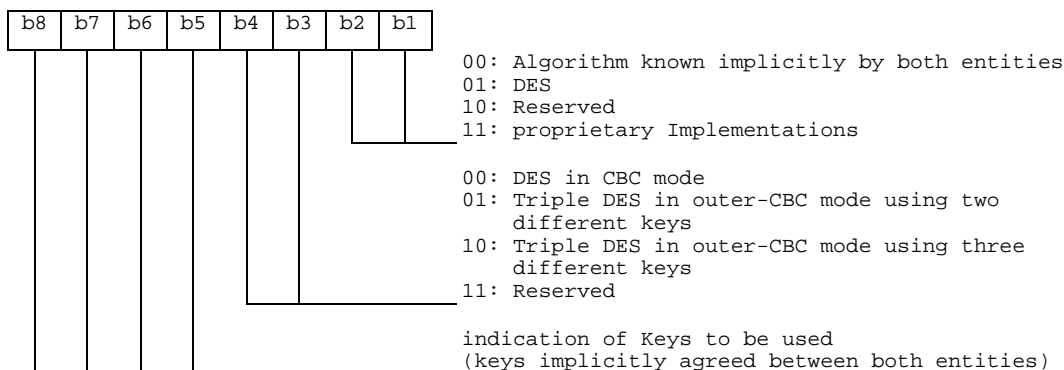 b8 b7 b6 b5 b4 b3 b2 b1
00: Algorithm known implicitly by both entities
01: DES
10: Reserved
11: proprietary Implementations
00: DES in CBC mode
01: Triple DES in outer-CBC mode using two
different keys
10: Triple DES in outer-CBC mode using three
different keys
11: Reserved
indication of Keys to be used
(keys implicitly agreed between both entities)